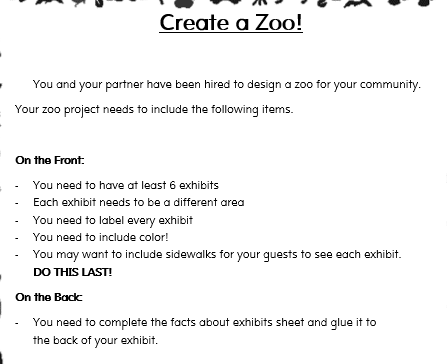 Create a Zoo!
You and your partner have been hired to design a zoo for your community.
Your zoo project needs to include the following items.
On the Front:
- You need to have at least 6 exhibits
- Each exhibit needs to be a different area
- You need to label every exhibit
- You need to include color!
- You may want to include sidewalks for your guests to see each exhibit.
DO THIS LAST!
On the Back:
- You need to complete the facts about exhibits sheet and glue it to
the back of your exhibit.